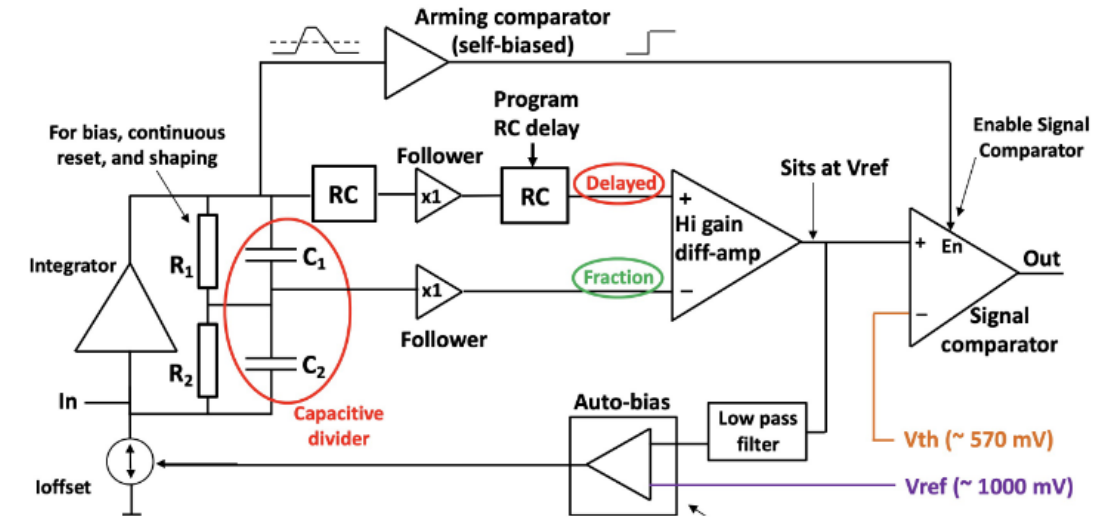 Arming comparator
(self-biased)
Program
RC delay
For bias, continuous
reset, and shaping
Follower
Enable Signal
Comparator
Sits at Vref
RC
x1
RC
Delayed
+
Hi gain
diff-amp
+
En
Integrator
R1
C1
x1
Fraction
−
Out
−
Signal
comparator
Follower
R2
C2
In
Capacitive
divider
Auto-bias
Low pass
filter
Vth (~ 570 mV)
Ioffset
Vref (~ 1000 mV)